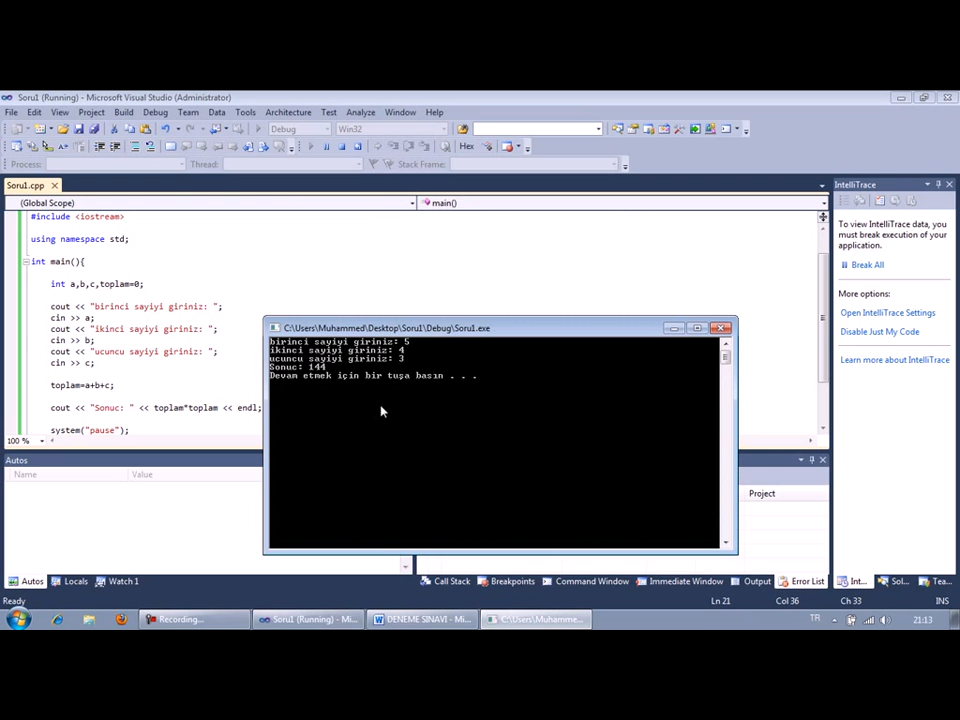 Soru1 (Running) - Microsoft Visual Studio (Administrator)
File Edit View Project Build Debug Team Data Tools Architecture Test Analyze Window Help
Debug Win32
Hex
Process: Thread: Stack Frame:
Soru1.cpp
(Global Scope) main()
#include <iostream>
using namespace std;
int main(){
int a,b,c,toplam=0;
cout << "birinci sayiyi giriniz: ";
cin >> a;
cout << "ikinci sayiyi giriniz: ";
cin >> b;
cout << "ucuncu sayiyi giriniz: ";
cin >> c;
toplam=a+b+c;
cout << "Sonuc: " << toplam*toplam << endl;
system("pause");
100 %
C:\Users\Muhammed\Desktop\Soru1\Debug\Soru1.exe
birinci sayiyi giriniz: 5
ikinci sayiyi giriniz: 4
ucuncu sayiyi giriniz: 3
Sonuc: 144
Devam etmek için bir tuşa basın . . .
IntelliTrace
To view IntelliTrace data, you
must break execution of your
application.
Break All
More options:
Open IntelliTrace Settings
Disable Just My Code
Learn more about IntelliTrace
Autos
Name Value
Project
Autos Locals Watch 1
Call Stack Breakpoints Command Window Immediate Window Output Error List
Int... Sol... Tea...
Ready Ln 21 Col 36 Ch 33 INS
Recording... Soru1 (Running) - Mi... DENEME SINAVI - Mi... C:\Users\Muhamme...
TR 21:13